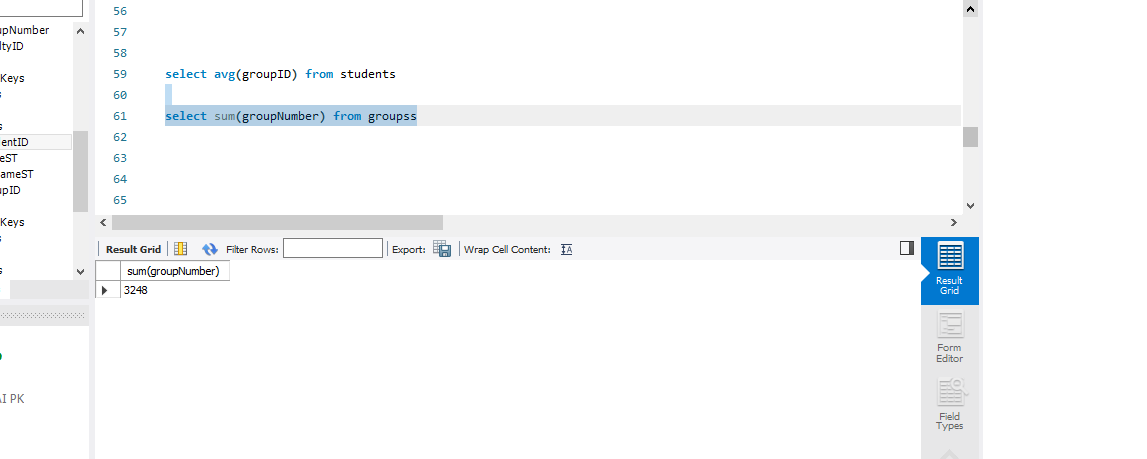 upNumber
ltyID
Keys
s
s
entID
eST
ameST
upID
Keys
s
s
AI PK
56
57
58
59 select avg(groupID) from students
60
61 select sum(groupNumber) from groupss
62
63
64
65
Result Grid Filter Rows: Export: Wrap Cell Content:
sum(groupNumber)
3248
Result
Grid
Form
Editor
Field
Types